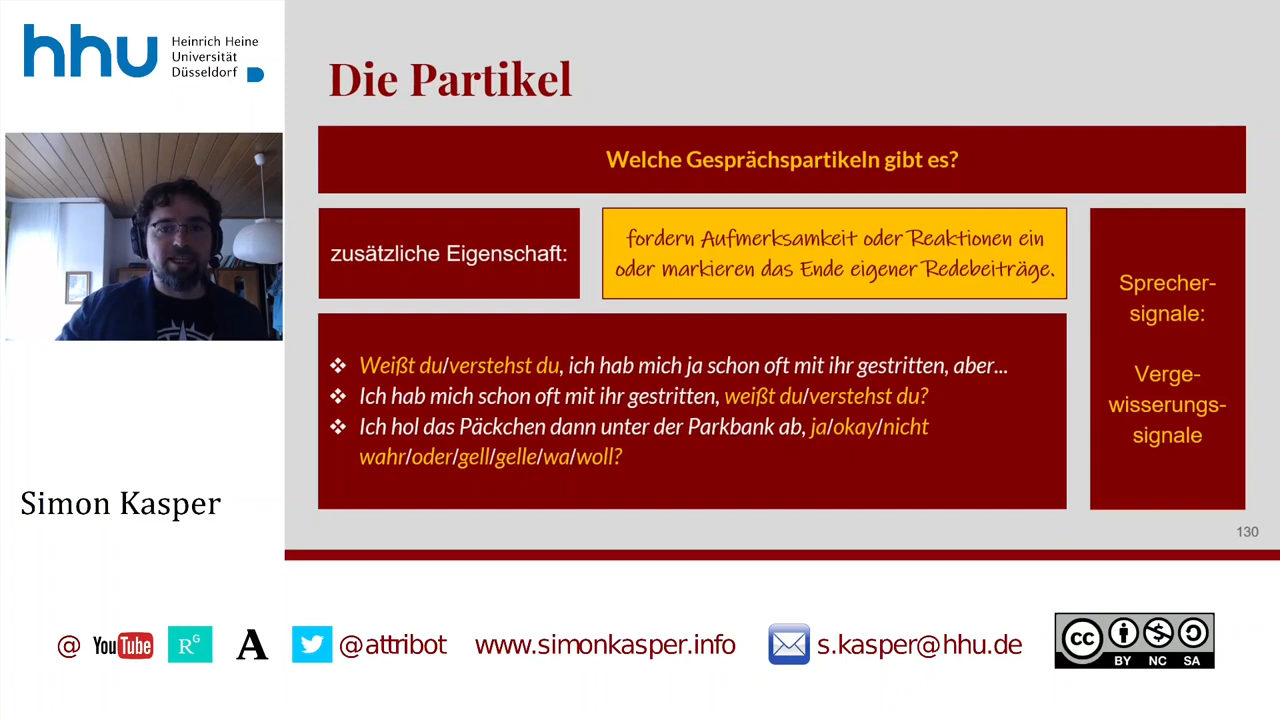 hhu
Heinrich Heine
Universität
Düsseldorf
Die Partikel
Welche Gesprächspartikeln gibt es?
zusätzliche Eigenschaft:
fordern Aufmerksamkeit oder Reaktionen ein
oder markieren das Ende eigener Redebeiträge.
Sprecher-
signale:
Verge-
wisserungs-
signale
❖ Weißt du/verstehst du, ich hab mich ja schon oft mit ihr gestritten, aber...
❖ Ich hab mich schon oft mit ihr gestritten, weißt du/verstehst du?
❖ Ich hol das Päckchen dann unter der Parkbank ab, ja/okay/nicht
wahr/oder/gell/gelle/wa/woll?
Simon Kasper
130
@ YouTube RG A @attribot www.simonkasper.info s.kasper@hhu.de
cc BY NC SA